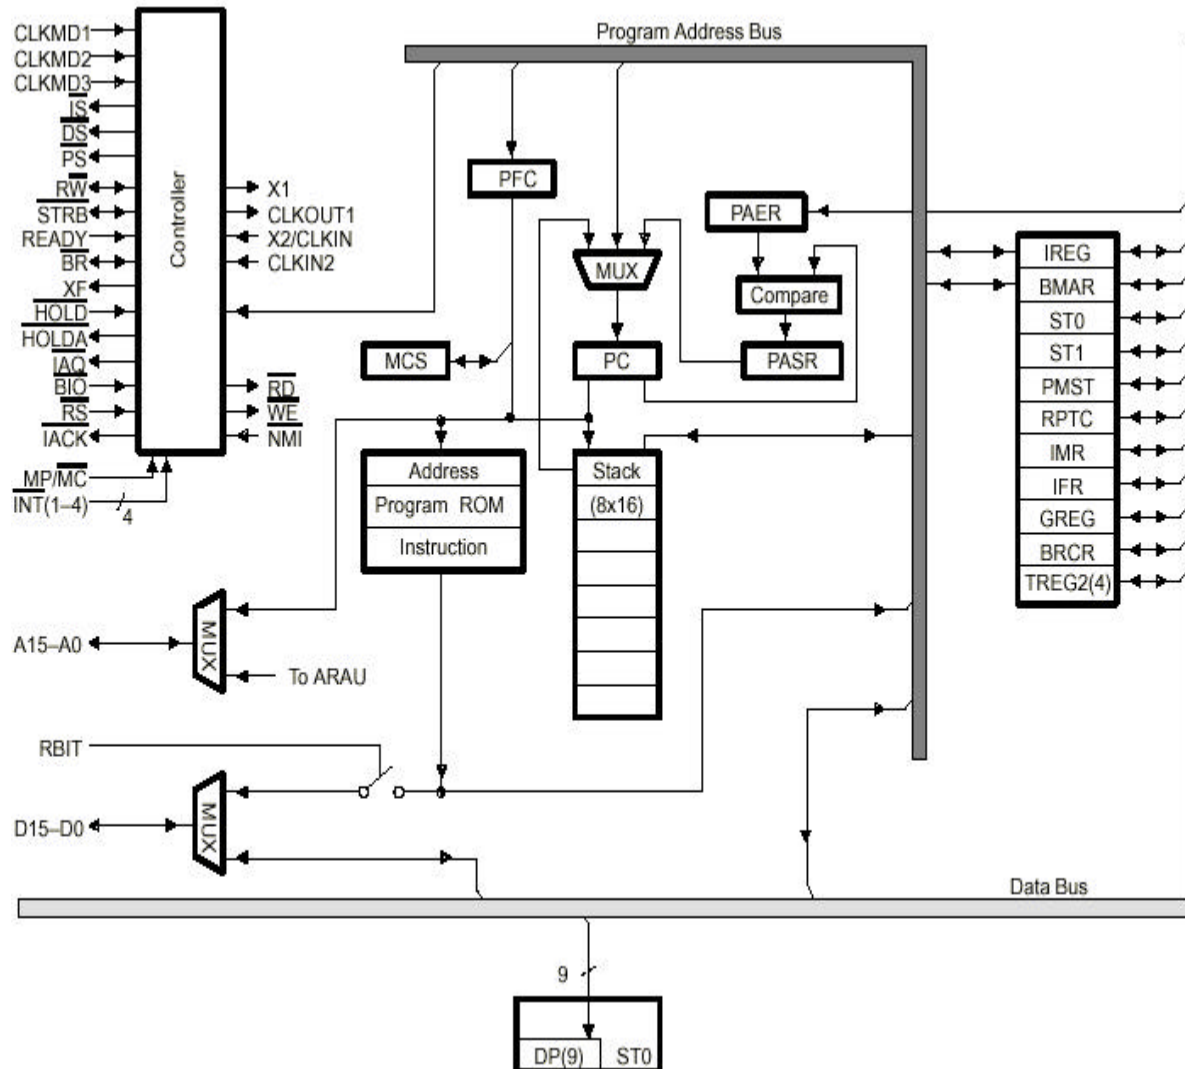 Program Address Bus
CLKMD1
CLKMD2
CLKMD3
IS
DS
PS
RW
STRB
READY
BR
XF
HOLD
HOLDA
IAQ
BIO
RS
IACK
MP/MC
INT(1–4)
4
Controller
X1
CLKOUT1
X2/CLKIN
CLKIN2
RD
WE
NMI
PFC
MUX
PAER
Compare
MCS
PC
PASR
Address
Program ROM
Instruction
Stack
(8x16)
IREG
BMAR
ST0
ST1
PMST
RPTC
IMR
IFR
GREG
BRCR
TREG2(4)
A15–A0
MUX
To ARAU
RBIT
D15–D0
MUX
Data Bus
9
DP(9) ST0